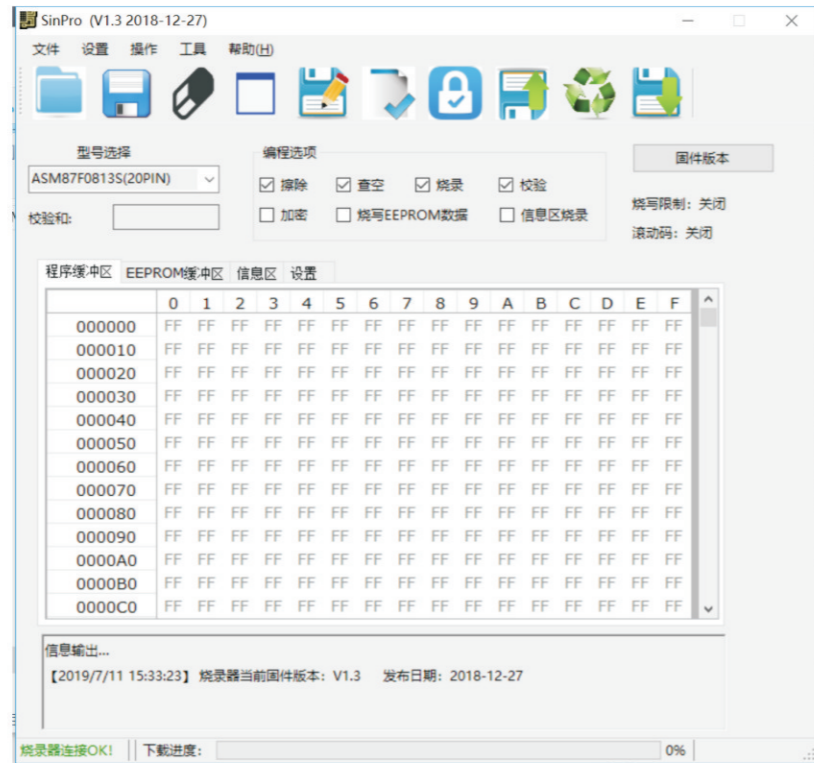 SinPro (V1.3 2018-12-27)
文件 设置 操作 工具 帮助(H)
型号选择 编程选项 固件版本
ASM87F0813S(20PIN) 擦除 查空 烧录 校验
校验和: 加密 烧写EEPROM数据 信息区烧录
烧写限制: 关闭
滚动码: 关闭
程序缓冲区 EEPROM缓冲区 信息区 设置
0 1 2 3 4 5 6 7 8 9 A B C D E F
000000 FF FF FF FF FF FF FF FF FF FF FF FF FF FF FF FF
000010 FF FF FF FF FF FF FF FF FF FF FF FF FF FF FF FF
000020 FF FF FF FF FF FF FF FF FF FF FF FF FF FF FF FF
000030 FF FF FF FF FF FF FF FF FF FF FF FF FF FF FF FF
000040 FF FF FF FF FF FF FF FF FF FF FF FF FF FF FF FF
000050 FF FF FF FF FF FF FF FF FF FF FF FF FF FF FF FF
000060 FF FF FF FF FF FF FF FF FF FF FF FF FF FF FF FF
000070 FF FF FF FF FF FF FF FF FF FF FF FF FF FF FF FF
000080 FF FF FF FF FF FF FF FF FF FF FF FF FF FF FF FF
000090 FF FF FF FF FF FF FF FF FF FF FF FF FF FF FF FF
0000A0 FF FF FF FF FF FF FF FF FF FF FF FF FF FF FF FF
0000B0 FF FF FF FF FF FF FF FF FF FF FF FF FF FF FF FF
0000C0 FF FF FF FF FF FF FF FF FF FF FF FF FF FF FF FF
信息输出...
【2019/7/11 15:33:23】 烧录器当前固件版本: V1.3 发布日期: 2018-12-27
烧录器连接OK! 下载进度: 0%